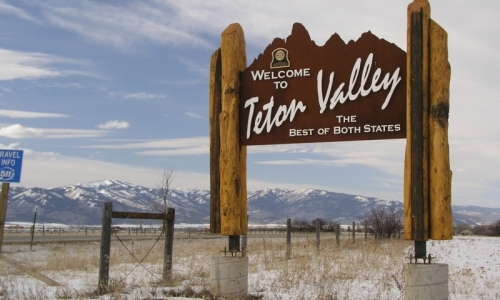 WELCOME
TO
Teton Valley
THE
BEST OF BOTH STATES
TRAVEL
INFO
511